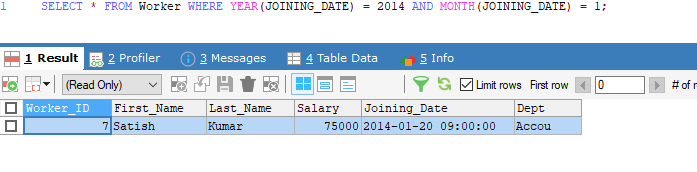 1 SELECT * FROM Worker WHERE YEAR(JOINING_DATE) = 2014 AND MONTH(JOINING_DATE) = 1;
1 Result 2 Profiler 3 Messages 4 Table Data 5 Info
(Read Only) Limit rows First row 0 # of r
Worker_ID First_Name Last_Name Salary Joining_Date Dept
7 Satish Kumar 75000 2014-01-20 09:00:00 Accou